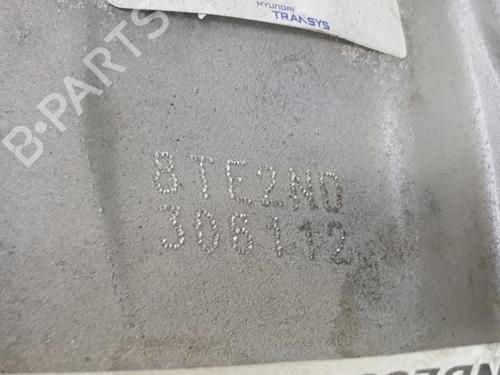 HYUNDAI
TRANSYS
B-PARTS
8TE2ND
306112